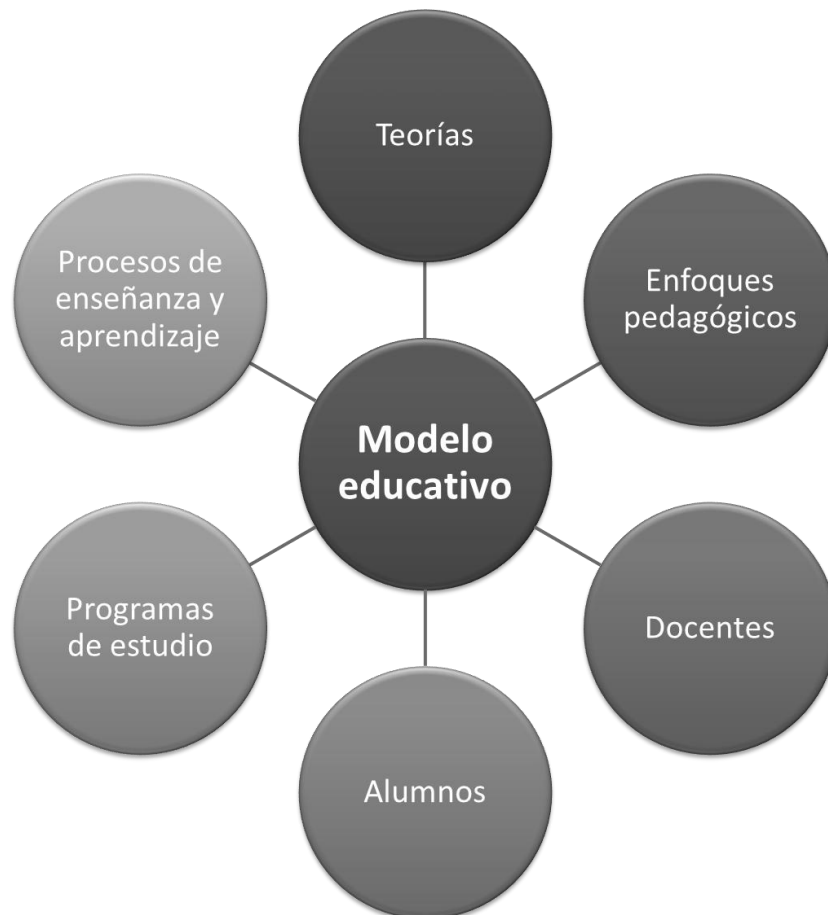 Teorías
Enfoques
pedagógicos
Docentes
Alumnos
Programas
de estudio
Procesos de
enseñanza y
aprendizaje
Modelo
educativo